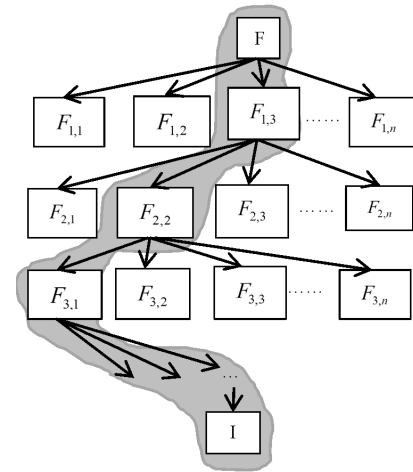 F
F1,1 F1,2 F1,3 ...... F1,n
F2,1 F2,2 F2,3 ...... F2,n
F3,1 F3,2 F3,3 ...... F3,n
...
I